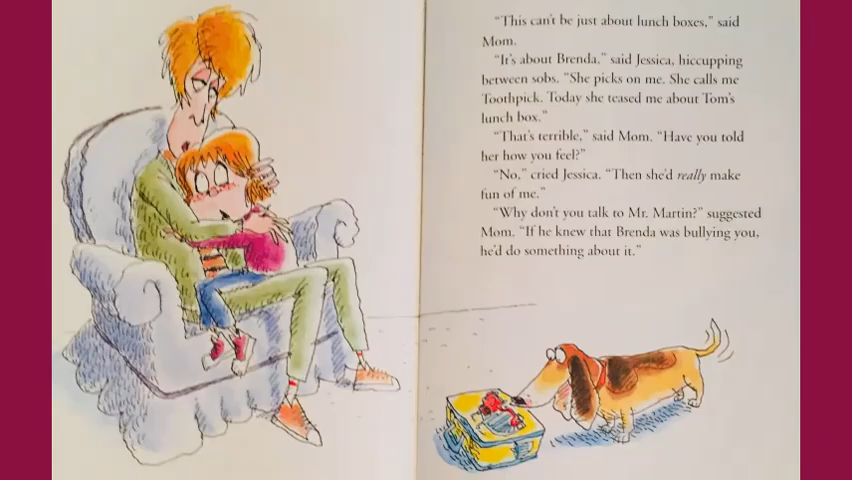 “This can’t be just about lunch boxes,” said
Mom.
“It’s about Brenda,” said Jessica, hiccupping
between sobs. “She picks on me. She calls me
Toothpick. Today she teased me about Tom’s
lunch box.”
“That’s terrible,” said Mom. “Have you told
her how you feel?”
“No,” cried Jessica. “Then she’d really make
fun of me.”
“Why don’t you talk to Mr. Martin?” suggested
Mom. “If he knew that Brenda was bullying you,
he’d do something about it.”